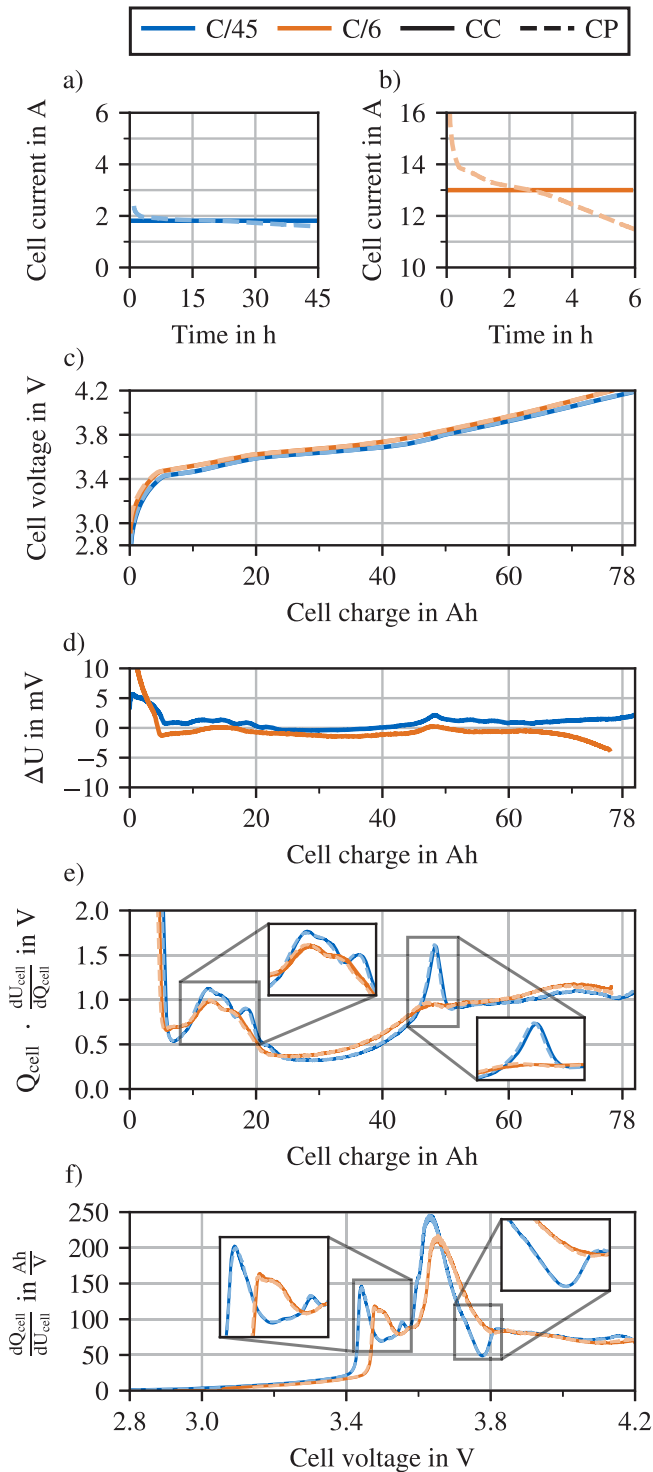 C/45 C/6 CC CP
a) b)
Cell current in A
6
4
2
0
0 15 30 45
Time in h
Cell current in A
16
14
12
10
0 2 4 6
Time in h
c)
Cell voltage in V
4.2
3.8
3.4
3.0
2.8
0 20 40 60 78
Cell charge in Ah
d)
ΔU in mV
10
5
0
−5
−10
0 20 40 60 78
Cell charge in Ah
e)
Q_cell · dU_cell/dQ_cell in V
2.0
1.5
1.0
0.5
0.0
0 20 40 60 78
Cell charge in Ah
f)
dQ_cell/dU_cell in Ah/V
250
200
150
100
50
0
2.8 3.0 3.4 3.8 4.2
Cell voltage in V